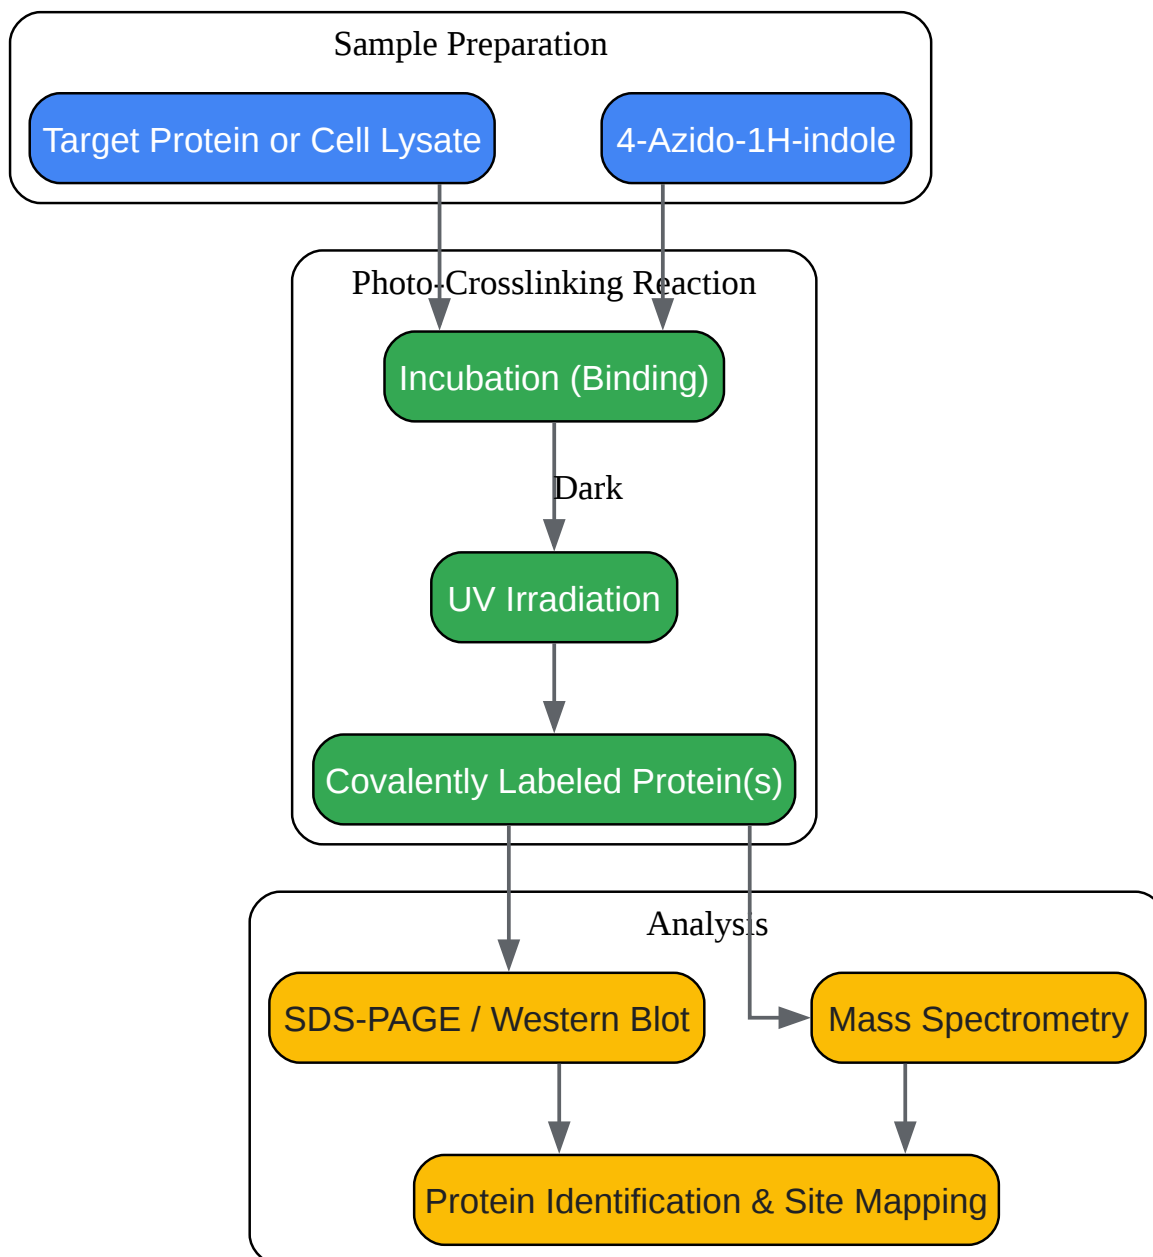 Sample Preparation
Target Protein or Cell Lysate
4-Azido-1H-indole
Photo-Crosslinking Reaction
Incubation (Binding)
Dark
UV Irradiation
Covalently Labeled Protein(s)
Analysis
SDS-PAGE / Western Blot
Mass Spectrometry
Protein Identification & Site Mapping